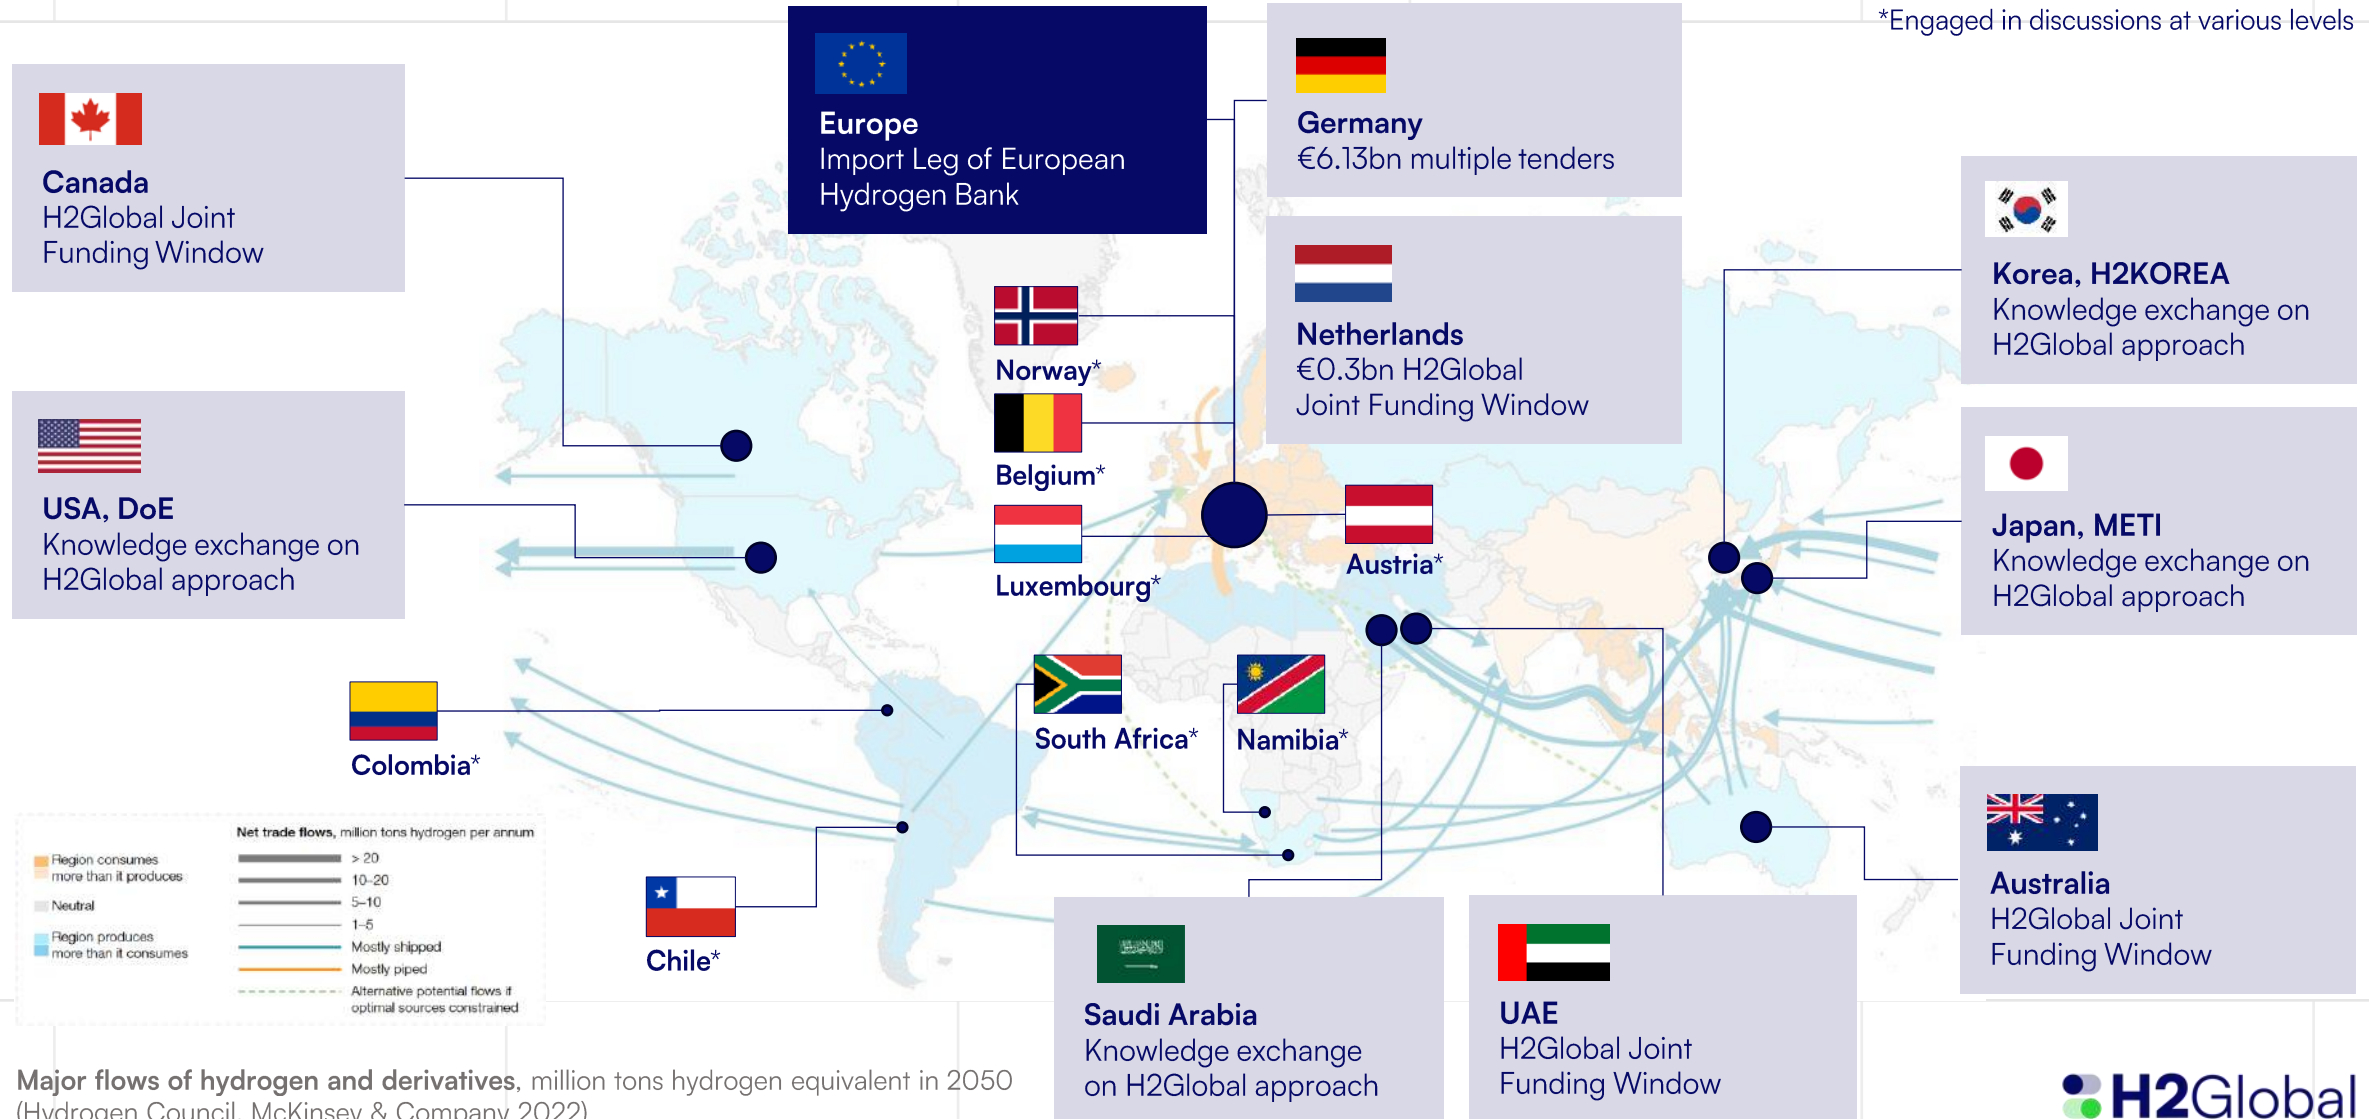 *Engaged in discussions at various levels
Canada
H2Global Joint
Funding Window
Europe
Import Leg of European
Hydrogen Bank
Germany
€6.13bn multiple tenders
Netherlands
€0.3bn H2Global
Joint Funding Window
Korea, H2KOREA
Knowledge exchange on
H2Global approach
USA, DoE
Knowledge exchange on
H2Global approach
Norway*
Belgium*
Luxembourg*
Austria*
Japan, METI
Knowledge exchange on
H2Global approach
Colombia*
South Africa*
Namibia*
Chile*
Australia
H2Global Joint
Funding Window
Saudi Arabia
Knowledge exchange
on H2Global approach
UAE
H2Global Joint
Funding Window
Net trade flows, million tons hydrogen per annum
Region consumes
more than it produces
Neutral
Region produces
more than it consumes
> 20
10–20
5–10
1–5
Mostly shipped
Mostly piped
Alternative potential flows if
optimal sources constrained
Major flows of hydrogen and derivatives, million tons hydrogen equivalent in 2050
(Hydrogen Council, McKinsey & Company 2022)
H2Global